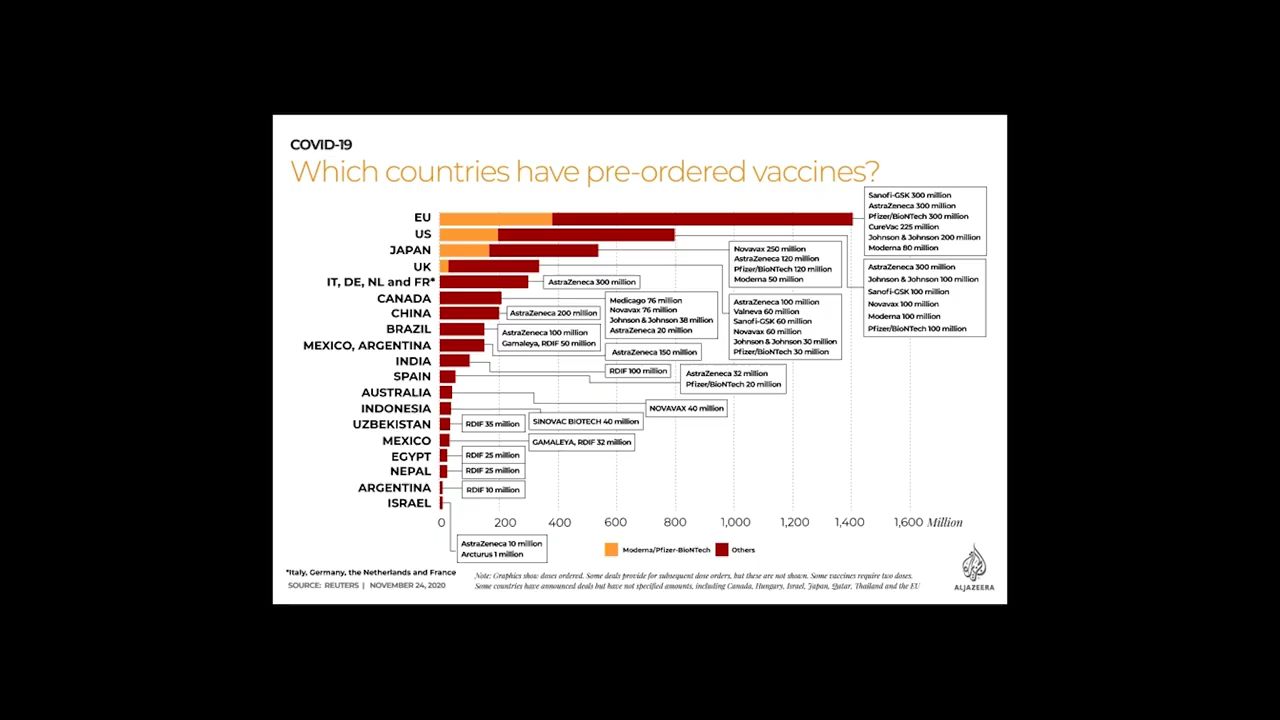 COVID-19
Which countries have pre-ordered vaccines?
EU
Sanofi-GSK 300 million
AstraZeneca 300 million
Pfizer/BioNTech 300 million
CureVac 225 million
Johnson & Johnson 200 million
Moderna 80 million
US
AstraZeneca 300 million
Johnson & Johnson 100 million
Sanofi-GSK 100 million
Novavax 100 million
Moderna 100 million
Pfizer/BioNTech 100 million
JAPAN
Novavax 250 million
AstraZeneca 120 million
Pfizer/BioNTech 120 million
Moderna 50 million
UK
AstraZeneca 100 million
Valneva 60 million
Sanofi-GSK 60 million
Novavax 60 million
Johnson & Johnson 30 million
Pfizer/BioNTech 30 million
IT, DE, NL and FR*
AstraZeneca 300 million
CANADA
Medicago 76 million
Novavax 76 million
Johnson & Johnson 38 million
AstraZeneca 20 million
CHINA
AstraZeneca 200 million
BRAZIL
AstraZeneca 100 million
Gamaleya, RDIF 50 million
MEXICO, ARGENTINA
AstraZeneca 150 million
INDIA
RDIF 100 million
SPAIN
AstraZeneca 32 million
Pfizer/BioNTech 20 million
AUSTRALIA
NOVAVAX 40 million
INDONESIA
SINOVAC BIOTECH 40 million
UZBEKISTAN
RDIF 35 million
MEXICO
GAMALEYA, RDIF 32 million
EGYPT
RDIF 25 million
NEPAL
RDIF 25 million
ARGENTINA
RDIF 10 million
ISRAEL
AstraZeneca 10 million
Arcturus 1 million
0 200 400 600 800 1,000 1,200 1,400 1,600 Million
Moderna/Pfizer-BioNTech
Others
*Italy, Germany, the Netherlands and France
SOURCE: REUTERS | NOVEMBER 24, 2020
Note: Graphics show doses ordered. Some deals provide for subsequent dose orders, but these are not shown. Some vaccines require two doses.
Some countries have announced deals but have not specified amounts, including Canada, Hungary, Israel, Japan, Qatar, Thailand and the EU
ALJAZEERA